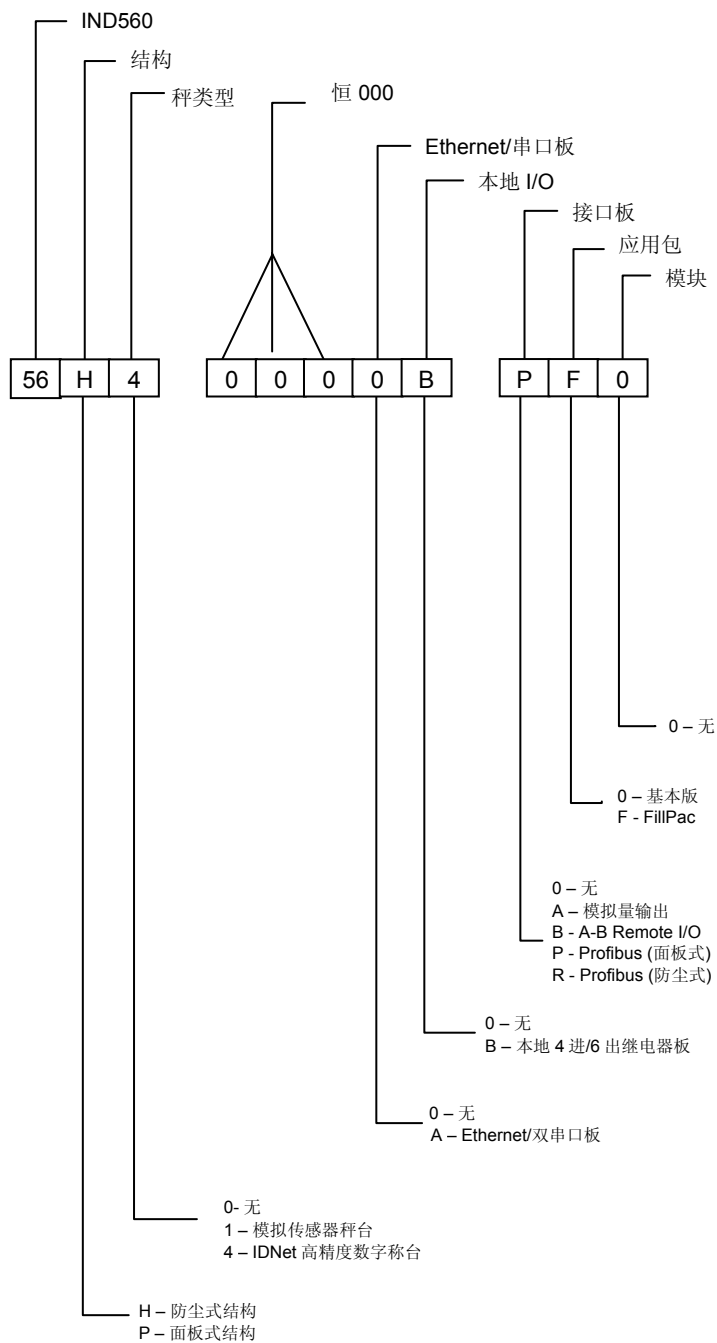 IND560
结构
秤类型
恒 000
Ethernet/串口板
本地 I/O
接口板
应用包
模块
56 H 4 0 0 0 0 B P F 0
0 – 无
0 – 基本版
F - FillPac
0 – 无
A – 模拟量输出
B - A-B Remote I/O
P - Profibus (面板式)
R - Profibus (防尘式)
0 – 无
B – 本地 4 进/6 出继电器板
0 – 无
A – Ethernet/双串口板
0- 无
1 – 模拟传感器秤台
4 – IDNet 高精度数字称台
H – 防尘式结构
P – 面板式结构